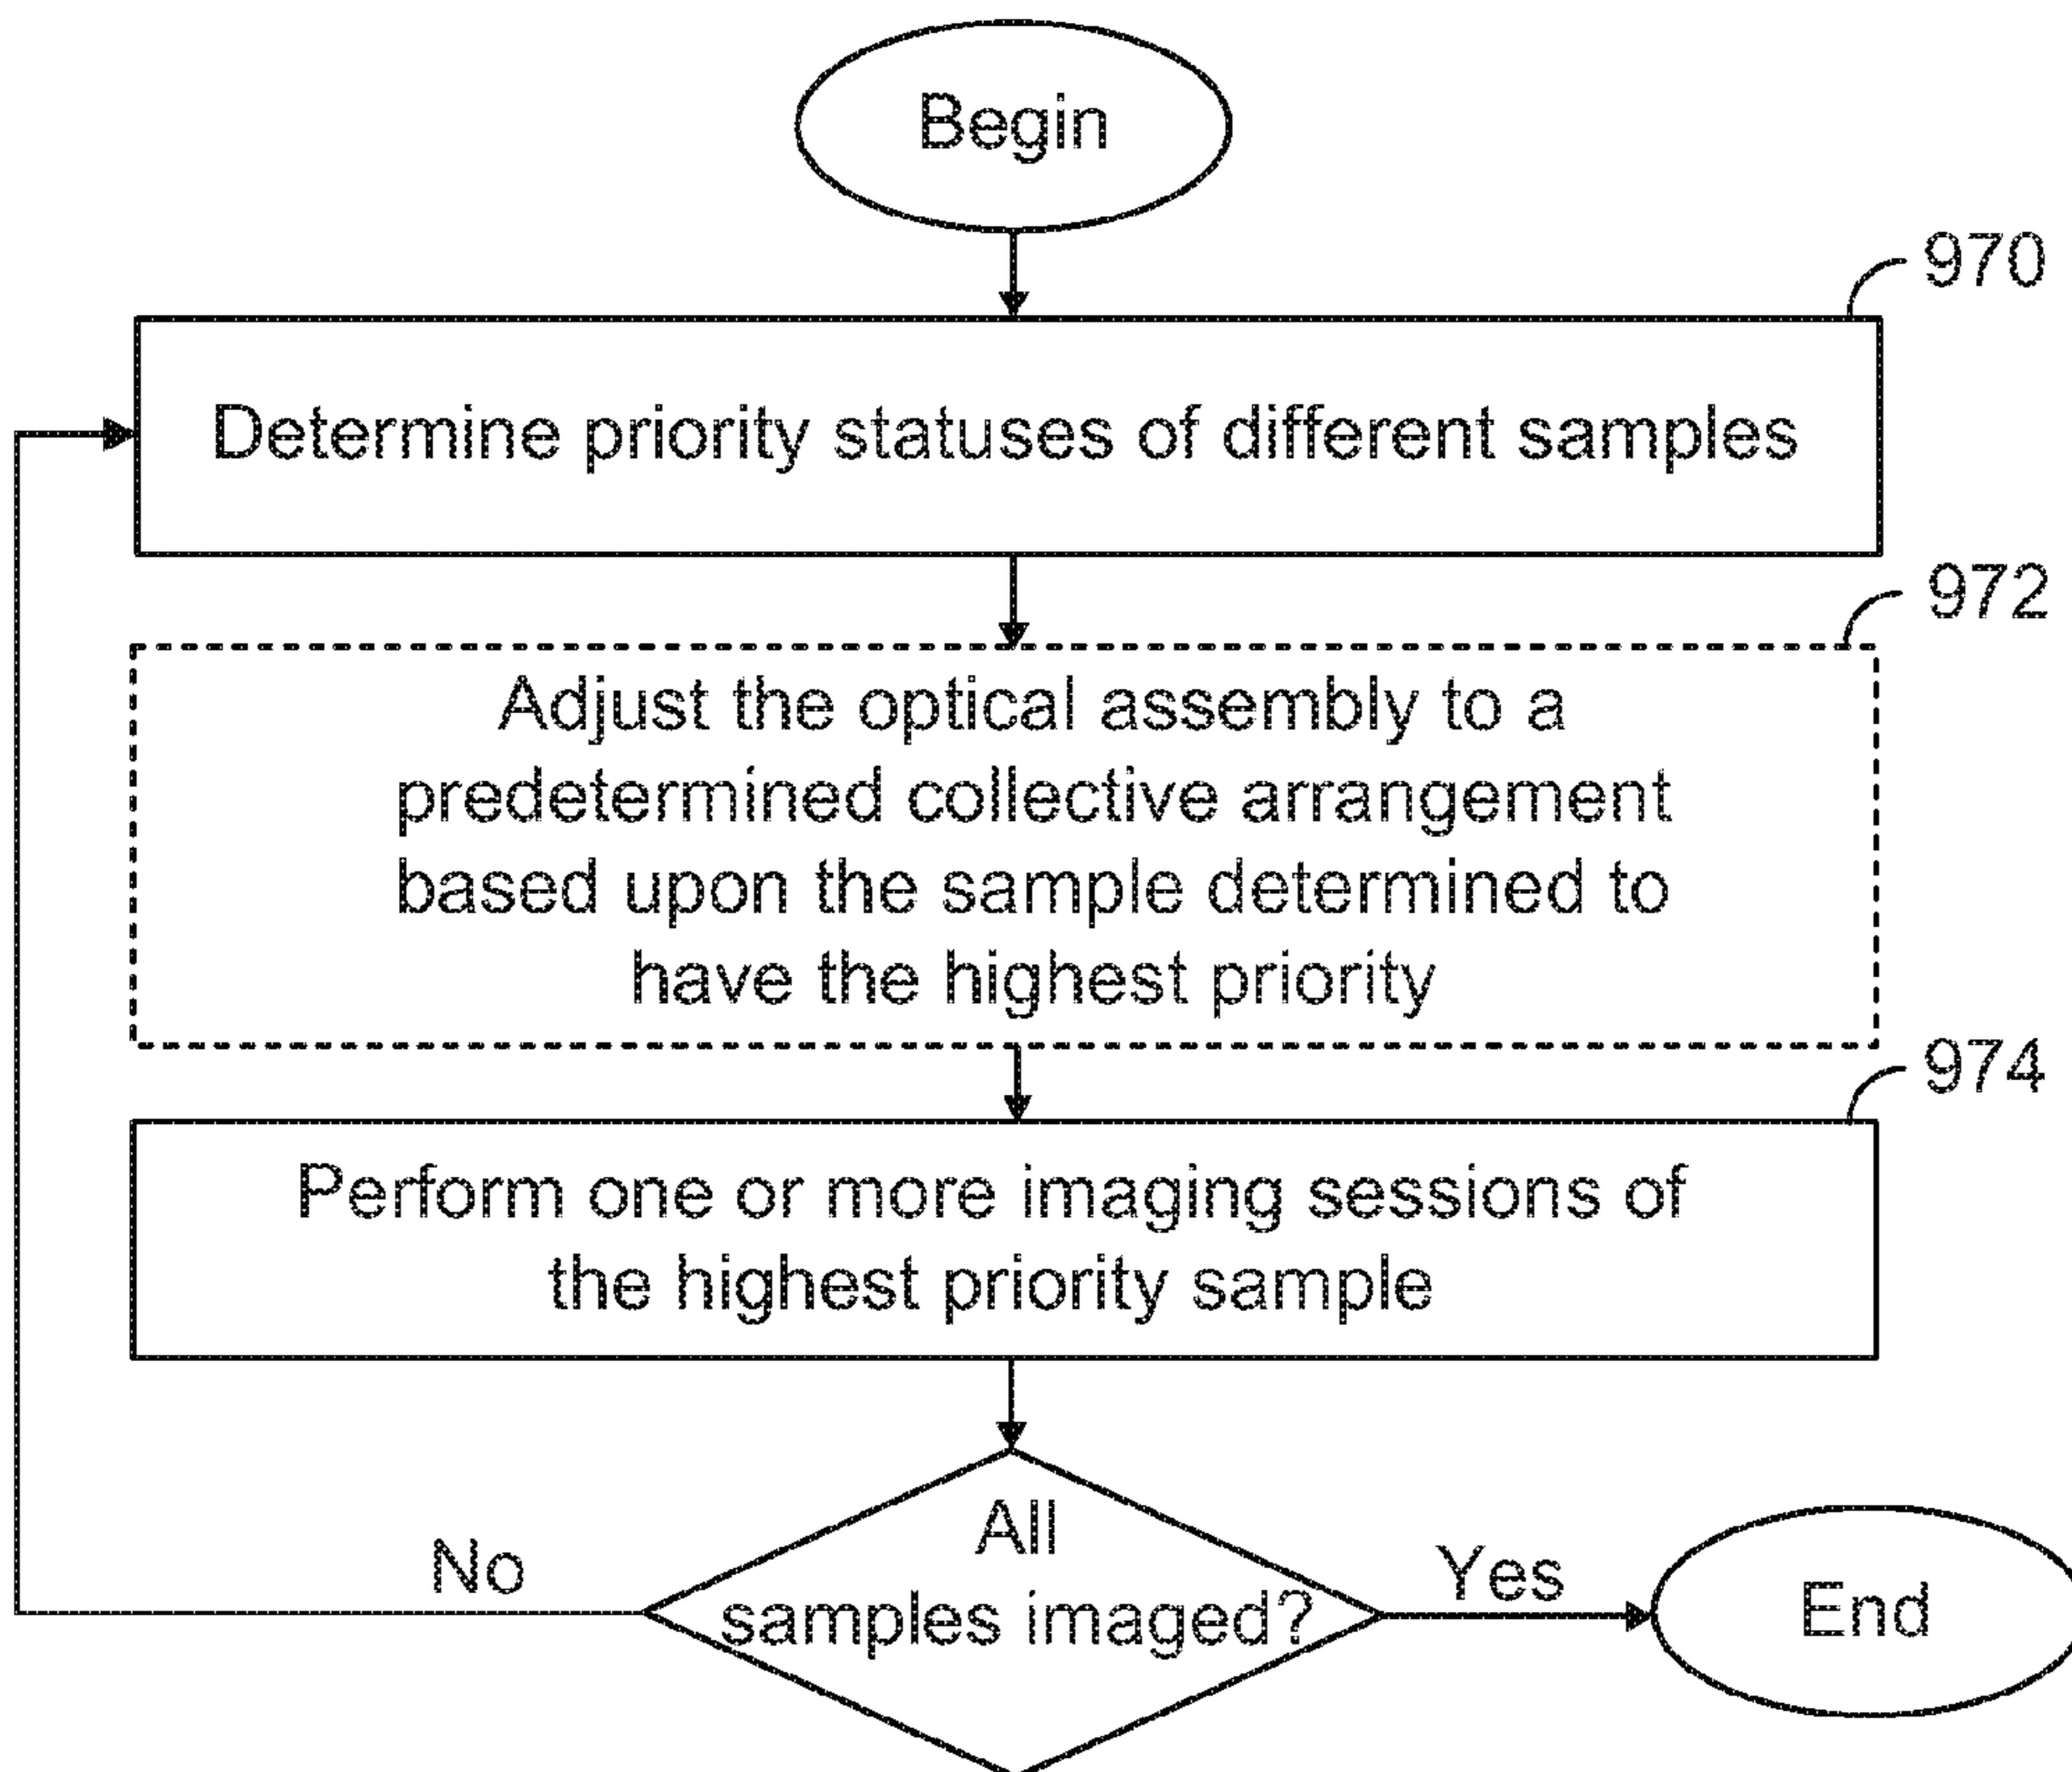 Begin
970
Determine priority statuses of different samples
972
Adjust the optical assembly to a
predetermined collective arrangement
based upon the sample determined to
have the highest priority
974
Perform one or more imaging sessions of
the highest priority sample
All
samples imaged?
No
Yes
End